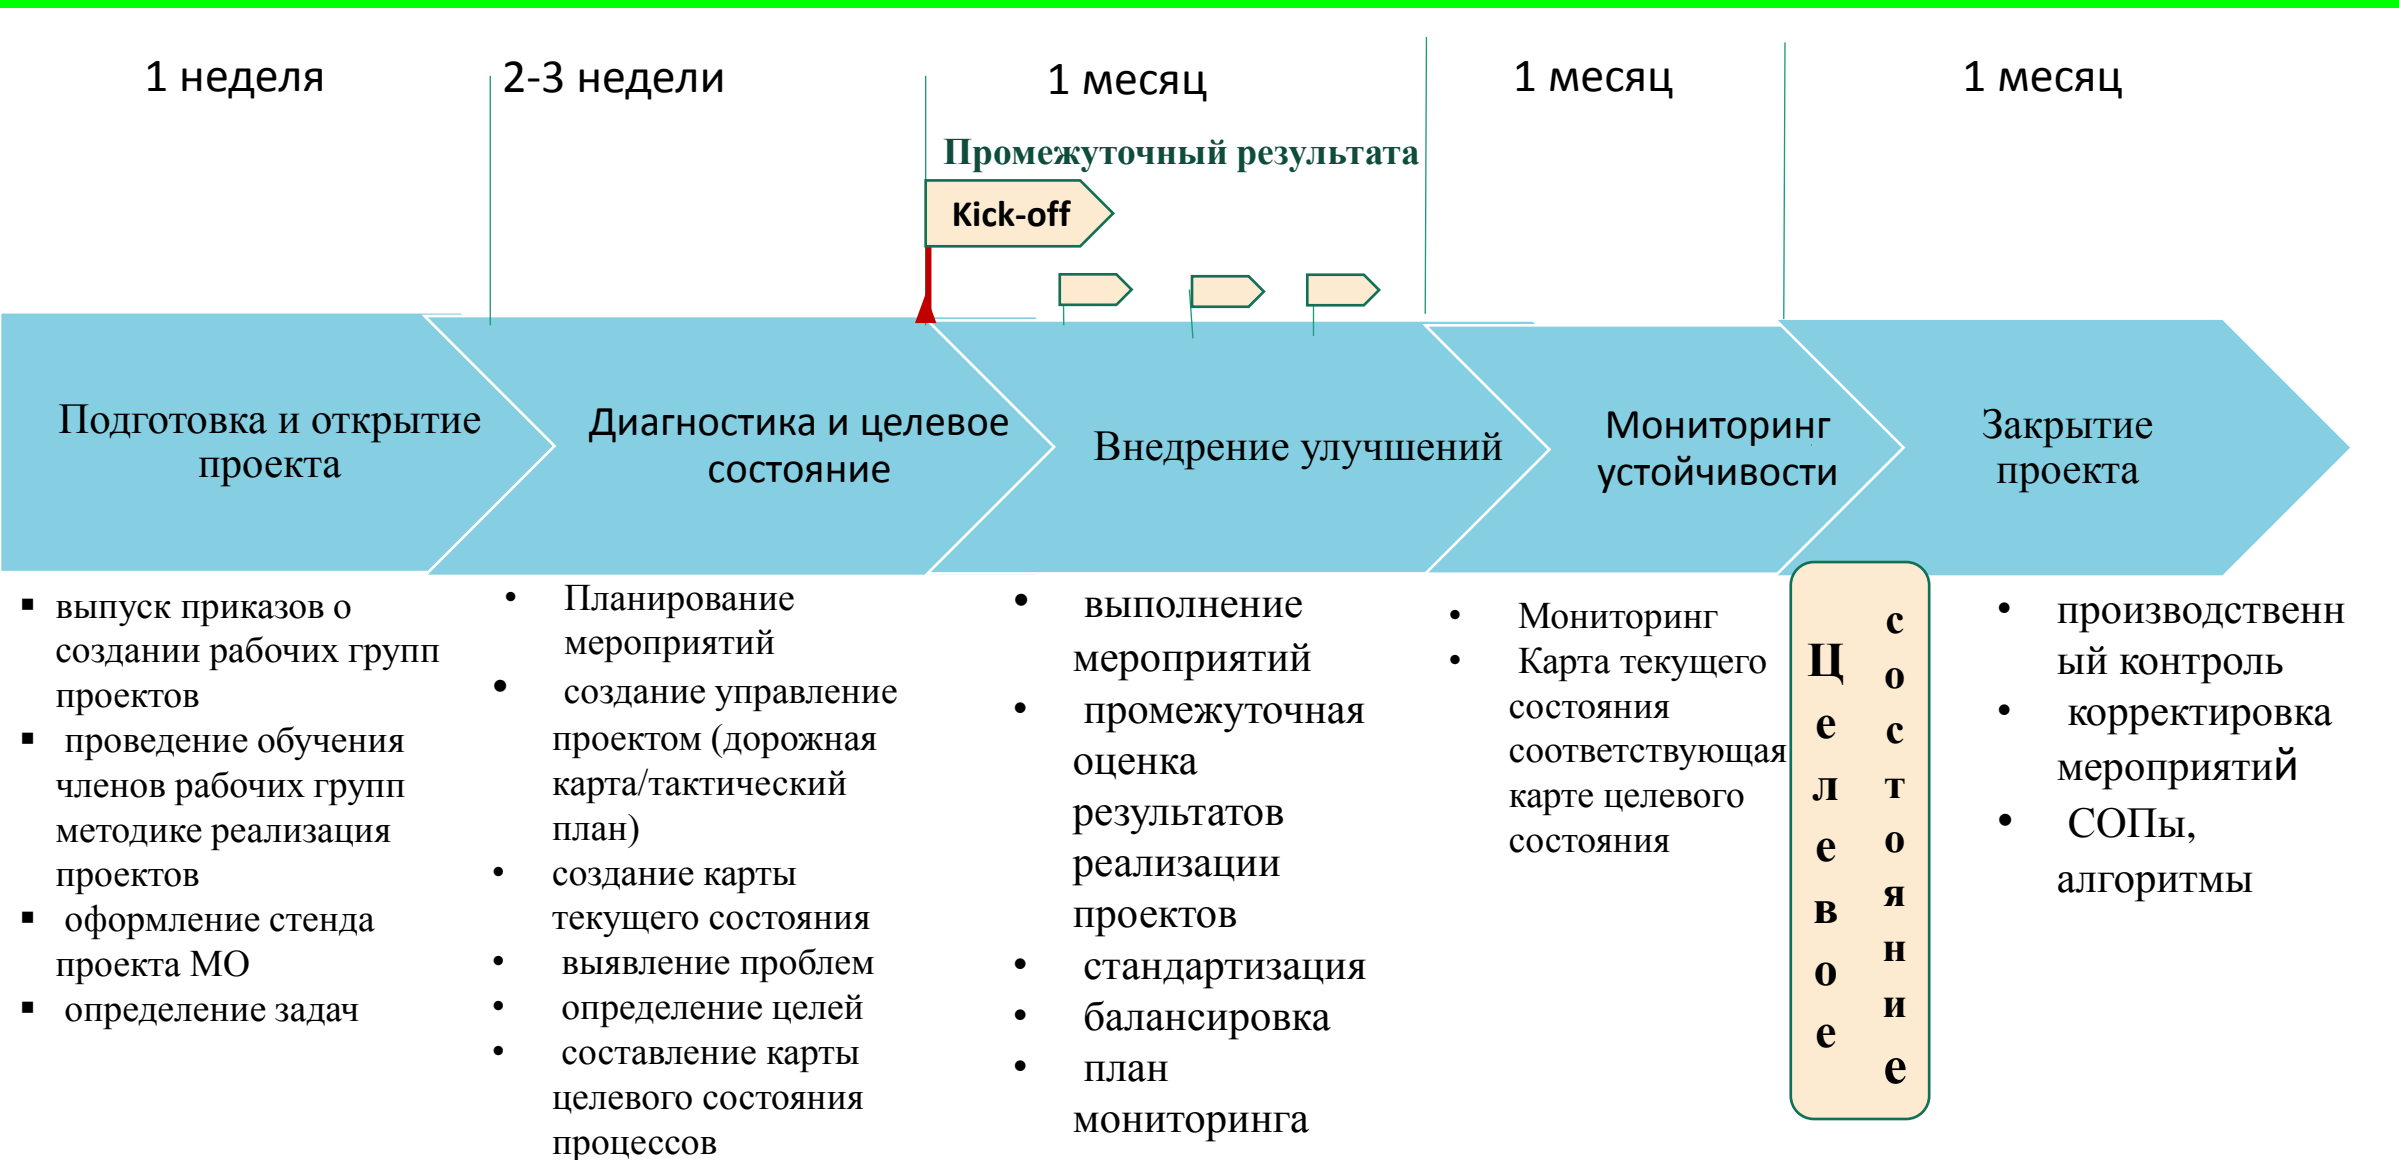 1 неделя
2-3 недели
1 месяц
1 месяц
1 месяц
Промежуточный результата
Kick-off
Подготовка и открытие
проекта
Диагностика и целевое
состояние
Внедрение улучшений
Мониторинг
устойчивости
Закрытие
проекта
▪ выпуск приказов о
создании рабочих групп
проектов
▪ проведение обучения
членов рабочих групп
методике реализация
проектов
▪ оформление стенда
проекта МО
▪ определение задач
• Планирование
мероприятий
• создание управление
проектом (дорожная
карта/тактический
план)
• создание карты
текущего состояния
• выявление проблем
• определение целей
• составление карты
целевого состояния
процессов
• выполнение
мероприятий
• промежуточная
оценка
результатов
реализации
проектов
• стандартизация
• балансировка
• план
мониторинга
• Мониторинг
• Карта текущего
состояния
соответствующая
карте целевого
состояния
Целевое
состояние
• производственн
ый контроль
• корректировка
мероприятий
• СОПы,
алгоритмы